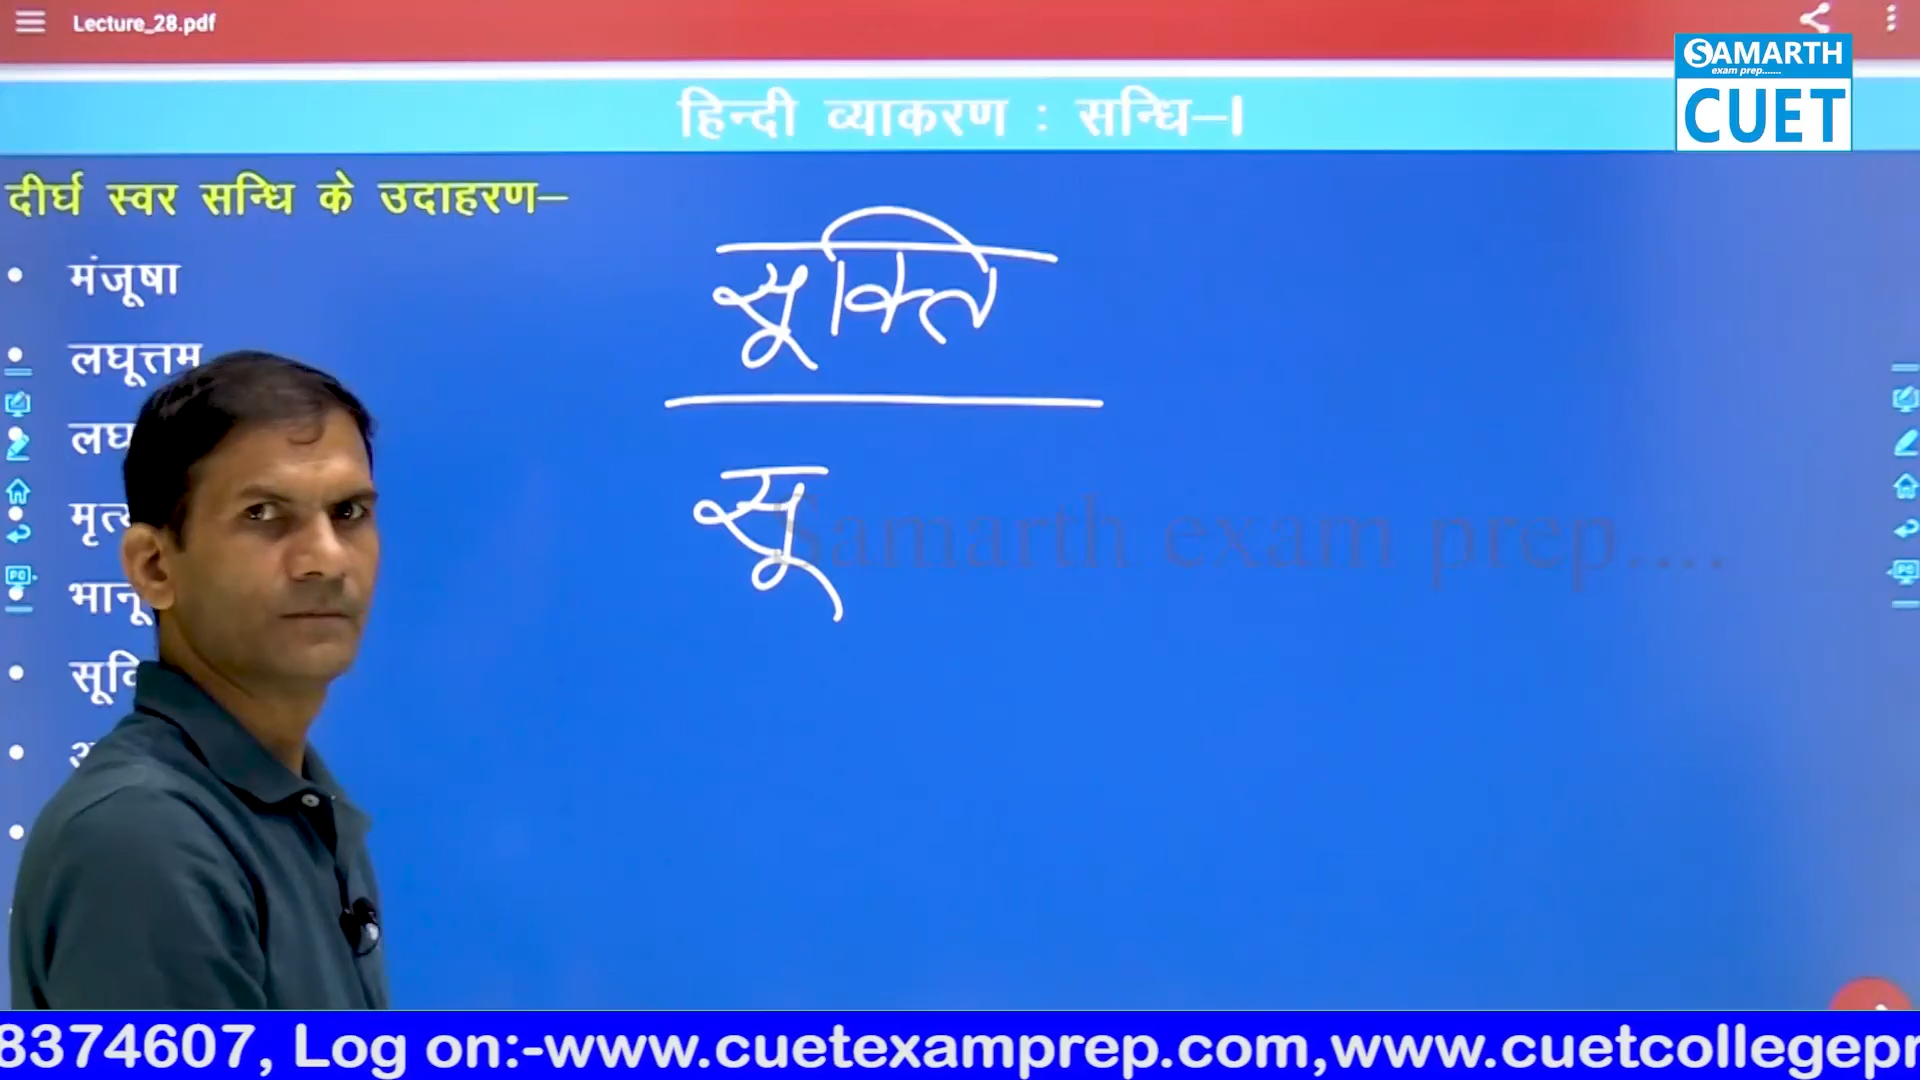 Lecture_28.pdf
SAMARTH
exam prep.......
CUET
हिन्दी व्याकरण : सन्धि–I
दीर्घ स्वर सन्धि के उदाहरण–
• मंजूषा
• लघूत्तम
सूक्ति
सू
Samarth exam prep....
8374607, Log on:-www.cuetexamprep.com,www.cuetcollegepr